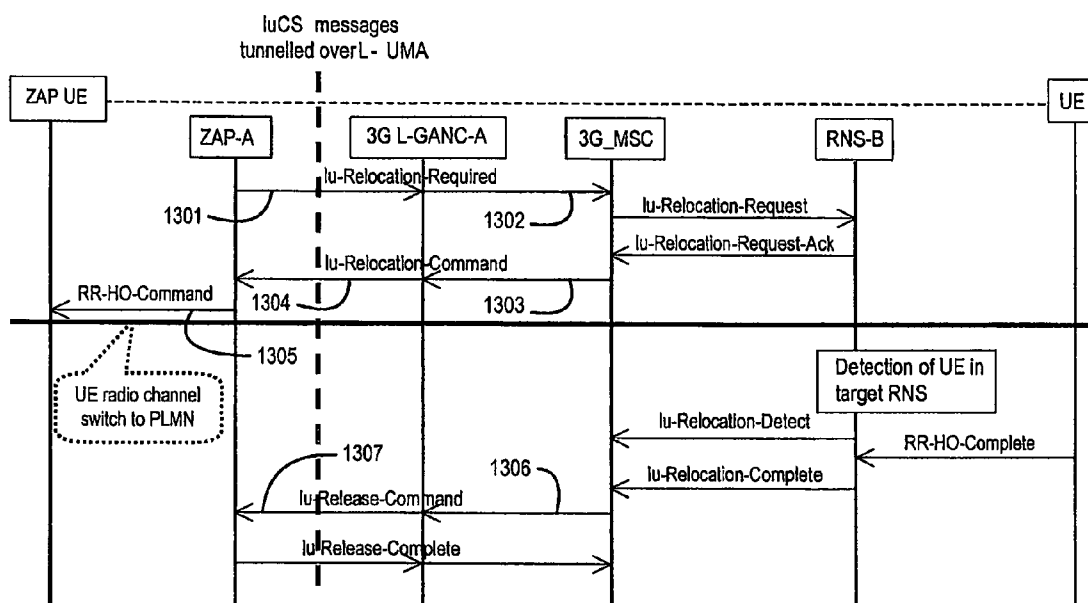 IuCS messages
tunnelled over L - UMA
ZAP UE
UE
ZAP-A
3G L-GANC-A
3G_MSC
RNS-B
Iu-Relocation-Required
1301
1302
Iu-Relocation-Request
Iu-Relocation-Request-Ack
Iu-Relocation-Command
1304
1303
RR-HO-Command
1305
UE radio channel
switch to PLMN
Detection of UE in
target RNS
Iu-Relocation-Detect
RR-HO-Complete
1307
1306
Iu-Relocation-Complete
Iu-Release-Command
Iu-Release-Complete